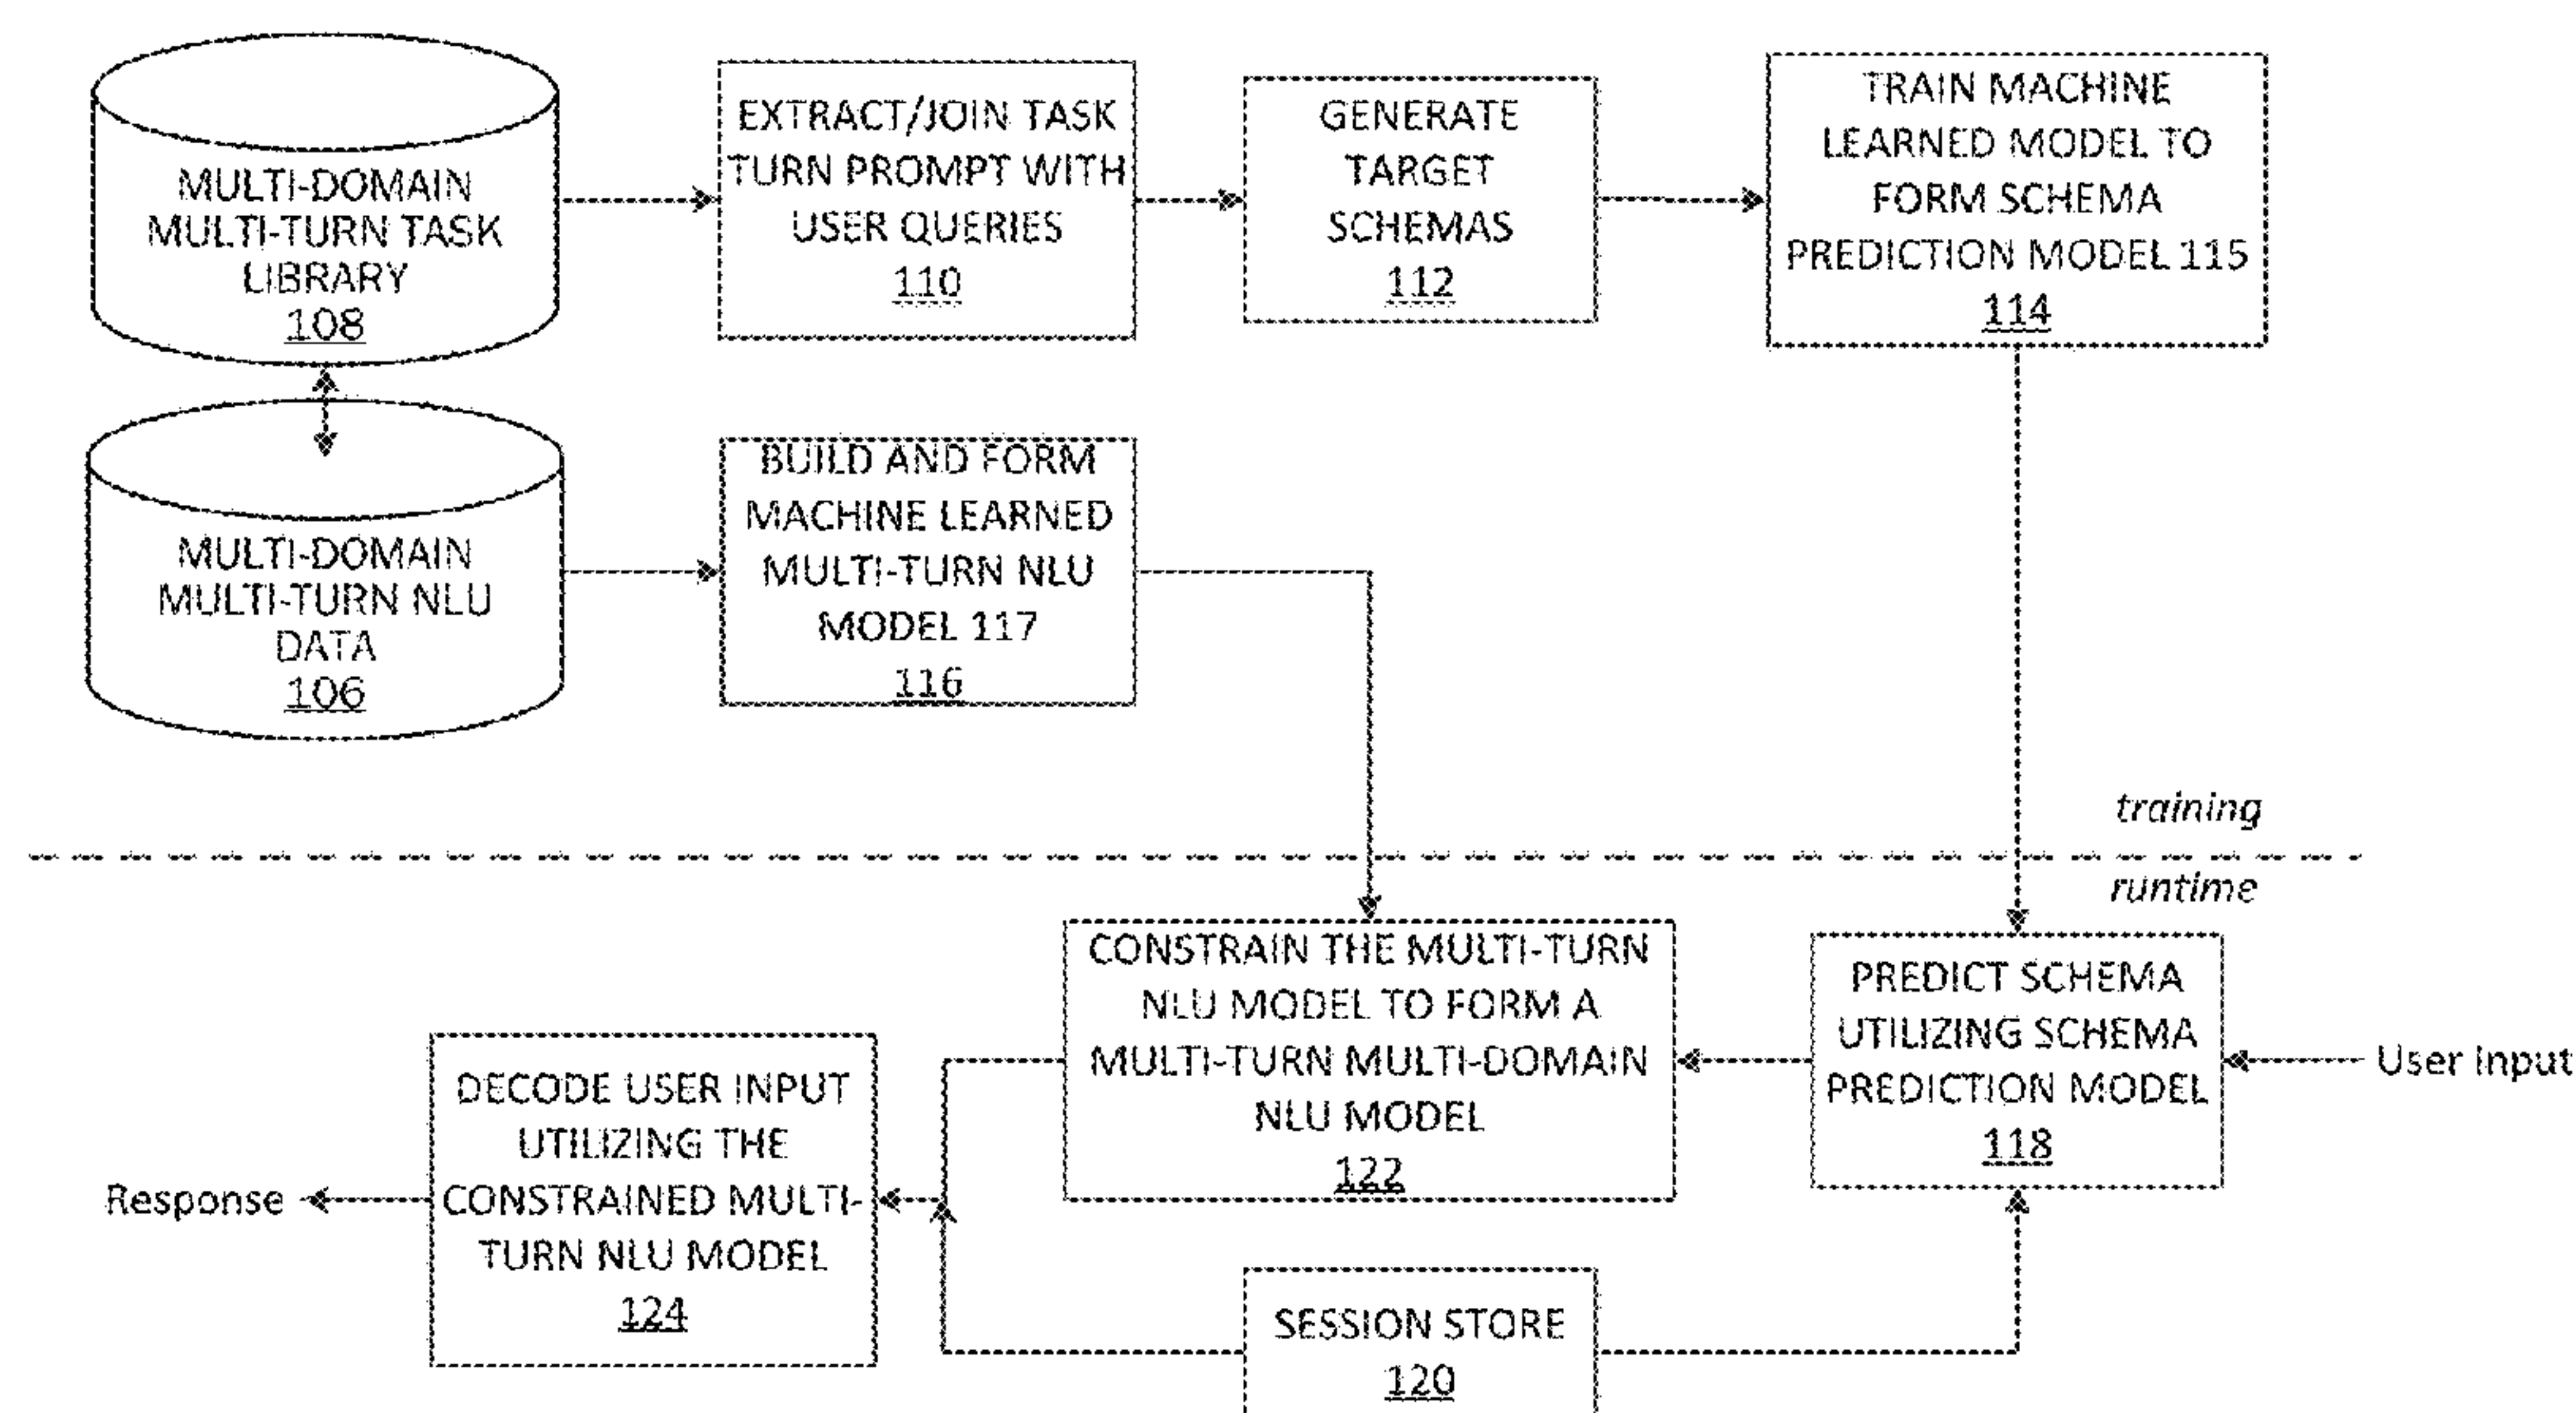 MULTI-DOMAIN
MULTI-TURN TASK
LIBRARY
108
EXTRACT/JOIN TASK
TURN PROMPT WITH
USER QUERIES
110
GENERATE
TARGET
SCHEMAS
112
TRAIN MACHINE
LEARNED MODEL TO
FORM SCHEMA
PREDICTION MODEL 115
114
MULTI-DOMAIN
MULTI-TURN NLU
DATA
106
BUILD AND FORM
MACHINE LEARNED
MULTI-TURN NLU
MODEL 117
116
training
runtime
CONSTRAIN THE MULTI-TURN
NLU MODEL TO FORM A
MULTI-TURN MULTI-DOMAIN
NLU MODEL
122
PREDICT SCHEMA
UTILIZING SCHEMA
PREDICTION MODEL
118
User Input
DECODE USER INPUT
UTILIZING THE
CONSTRAINED MULTI-
TURN NLU MODEL
124
Response
SESSION STORE
120